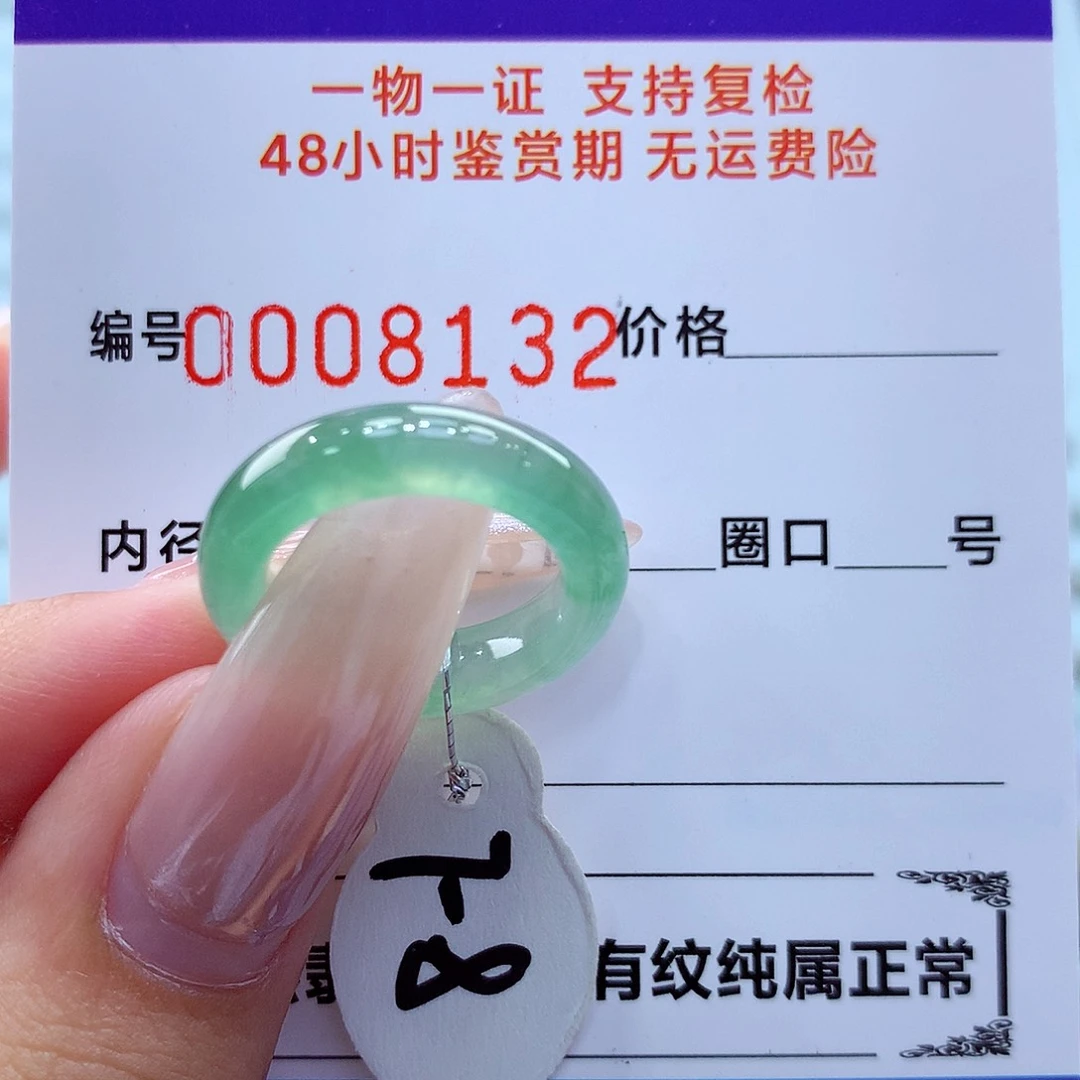 一物一证 支持复检
48小时鉴赏期 无运费险
编号0008132价格
内径 圈口 号
有纹纯属正常